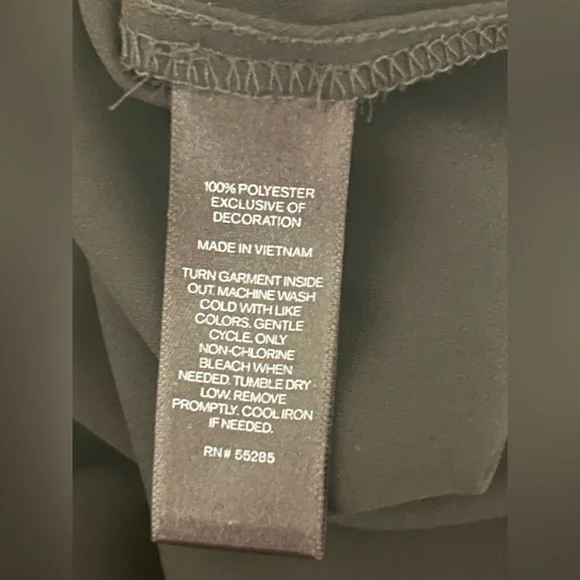 100% POLYESTER
EXCLUSIVE OF
DECORATION
MADE IN VIETNAM
TURN GARMENT INSIDE
OUT. MACHINE WASH
COLD WITH LIKE
COLORS. GENTLE
CYCLE. ONLY
NON-CHLORINE
BLEACH WHEN
NEEDED. TUMBLE DRY
LOW. REMOVE
PROMPTLY. COOL IRON
IF NEEDED.
RN# 55285